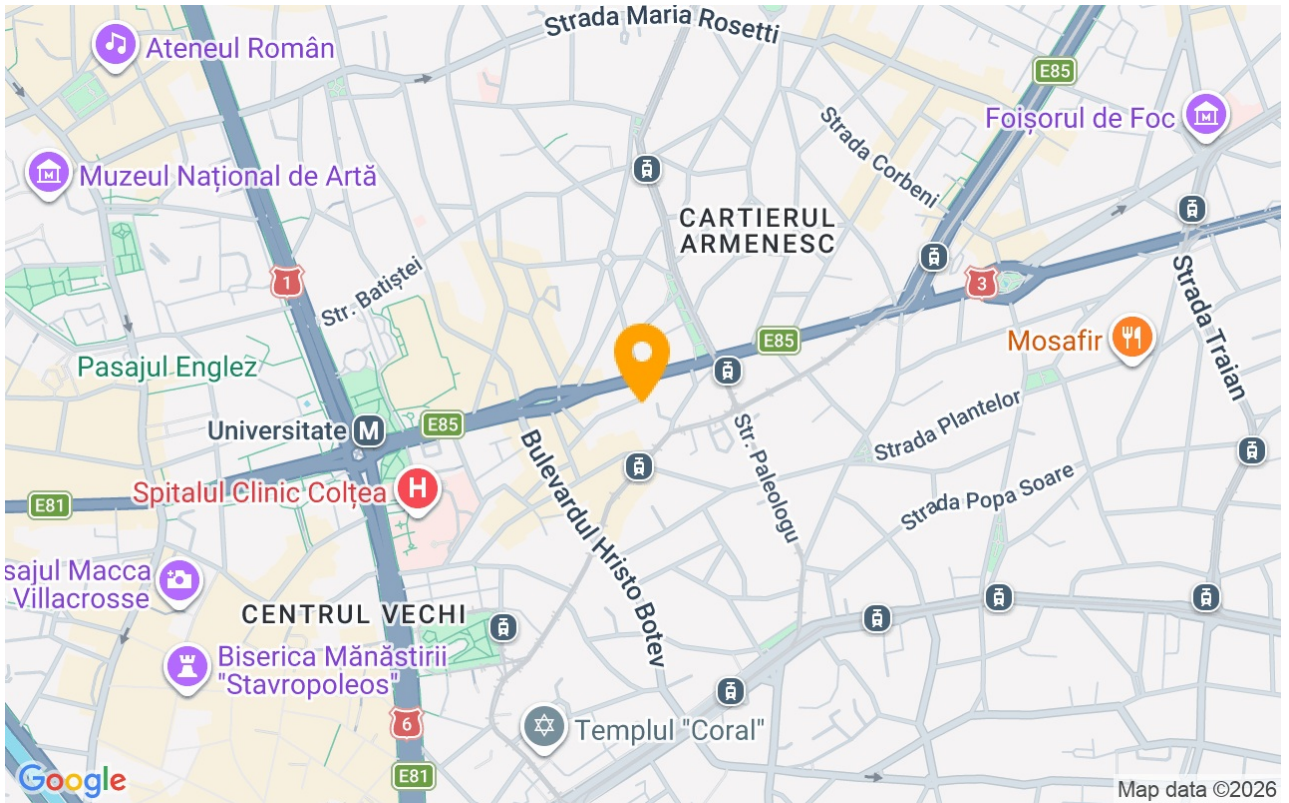 Strada Maria Rosetti
Ateneul Român
E85
Foișorul de Foc
Strada Corbeni
Muzeul Național de Artă
CARTIERUL
ARMENESC
Str. Batiștei
1
3
Strada Traian
E85
Mosafir
Pasajul Englez
Universitate
M
E85
Strada Plantelor
Bulevardul Hristo Botev
Str. Paleologu
Spitalul Clinic Colțea
H
E81
Strada Popa Soare
sajul Macca
Villacrosse
CENTRUL VECHI
Biserica Mănăstirii
"Stavropoleos"
6
Templul "Coral"
E81
Google
Map data ©2026